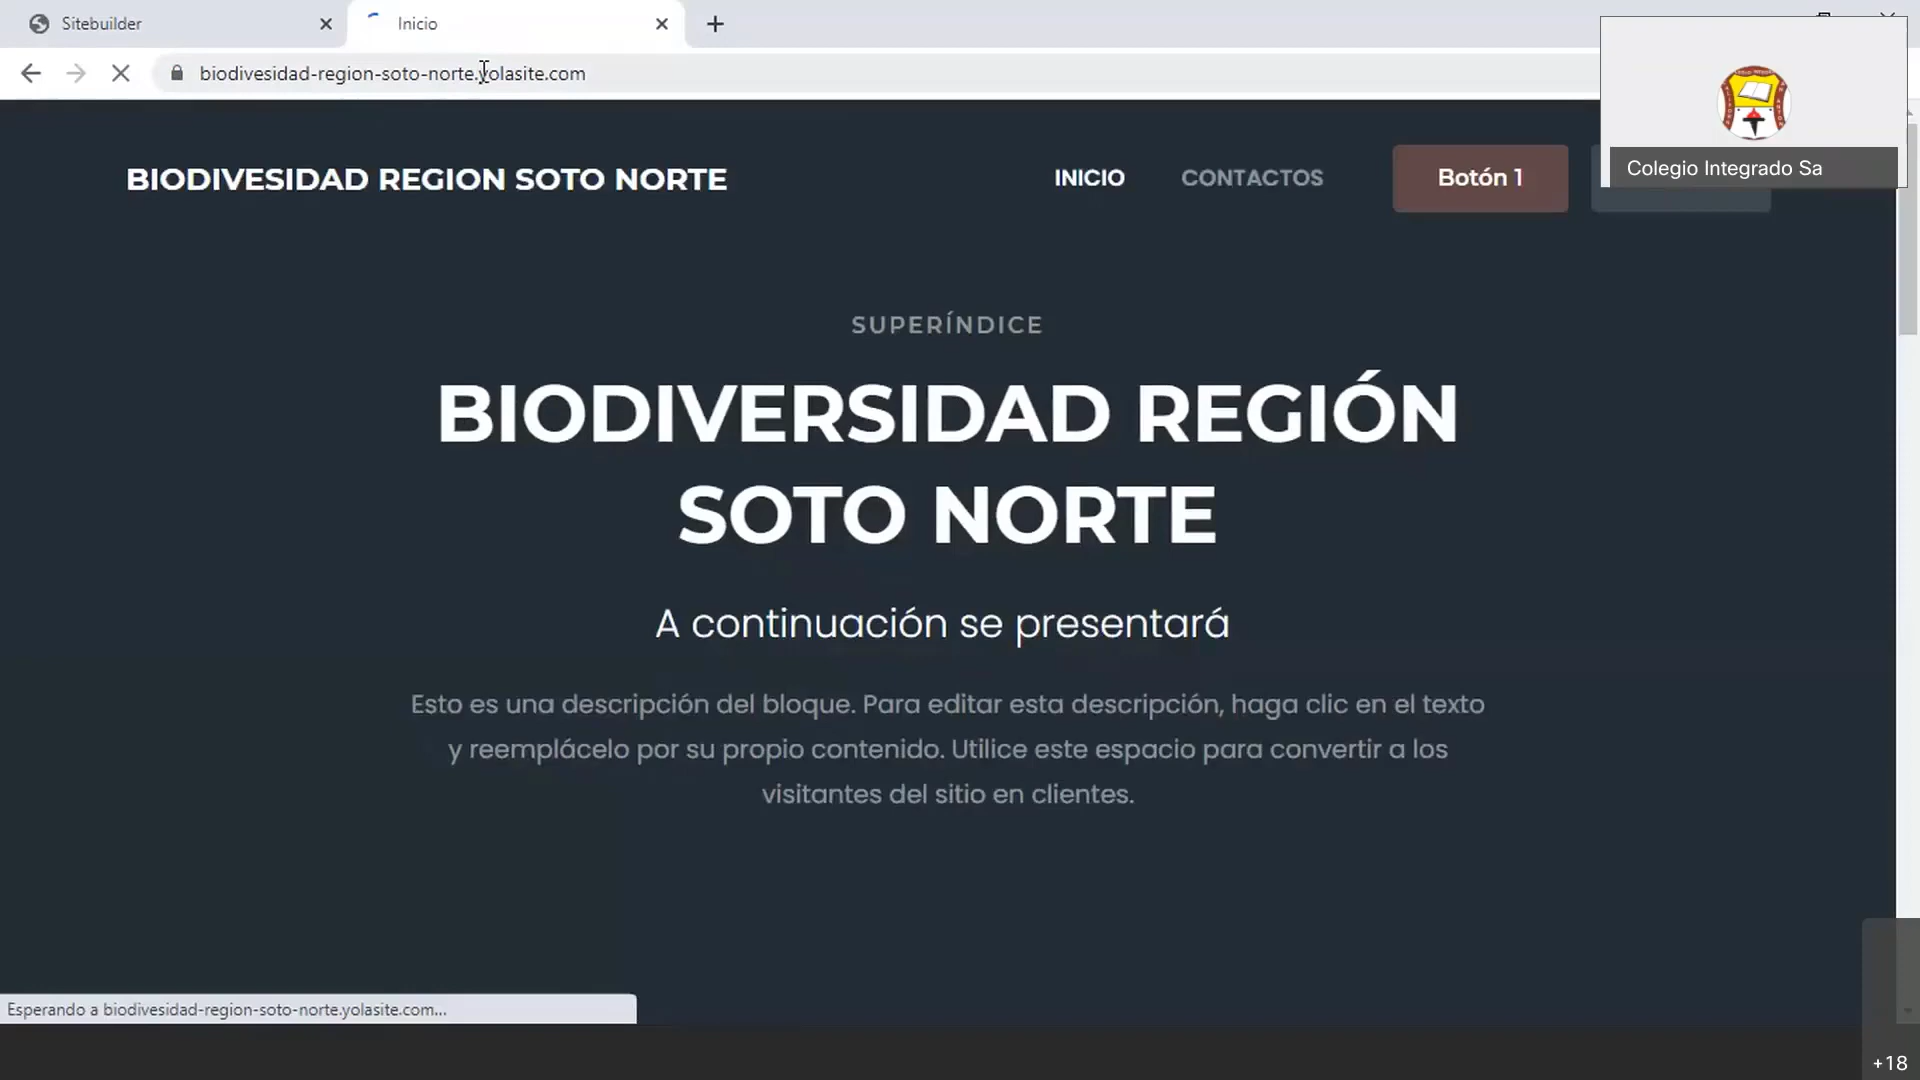 Sitebuilder
Inicio
biodivesidad-region-soto-norte.yolasite.com
Colegio Integrado Sa
BIODIVESIDAD REGION SOTO NORTE
INICIO
CONTACTOS
Botón 1
SUPERÍNDICE
BIODIVERSIDAD REGIÓN
SOTO NORTE
A continuación se presentará
Esto es una descripción del bloque. Para editar esta descripción, haga clic en el texto
y reemplácelo por su propio contenido. Utilice este espacio para convertir a los
visitantes del sitio en clientes.
Esperando a biodivesidad-region-soto-norte.yolasite.com...
+18